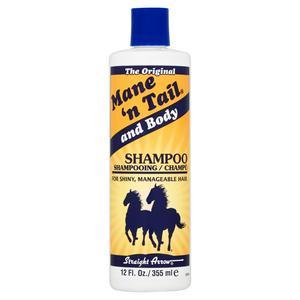 The Original
Mane
'n Tail®
and Body
SHAMPOO
SHAMPOOING / CHAMPÚ
FOR SHINY, MANAGEABLE HAIR
Straight Arrow®
12 Fl. Oz./ 355 ml ℮